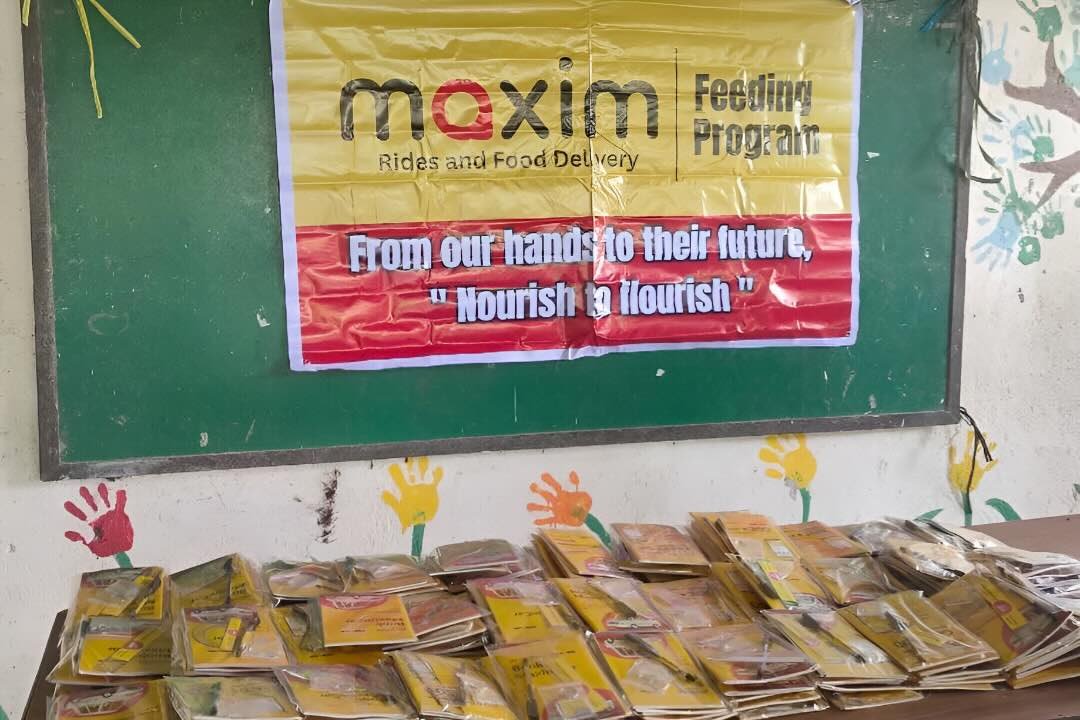 maxim
Rides and Food Delivery
Feeding
Program
From our hands to their future,
" Nourish to flourish "